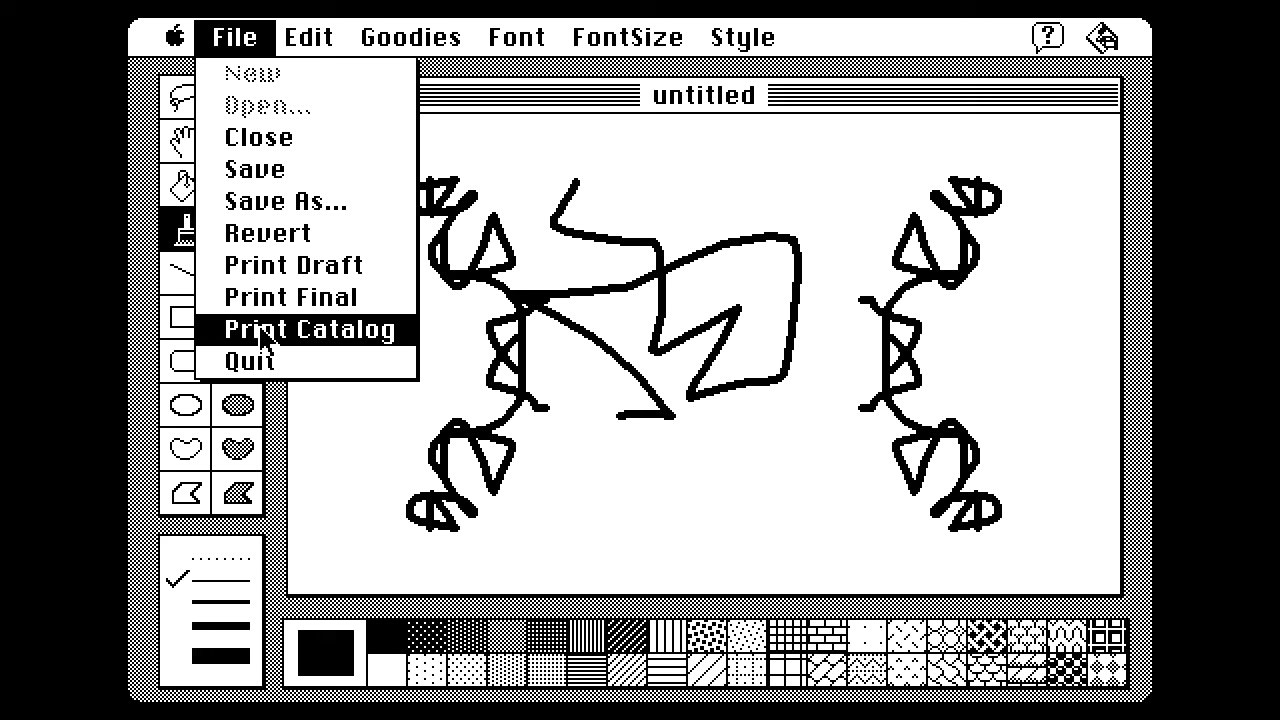 File Edit Goodies Font FontSize Style ?
New
Open...
Close
Save
Save As...
Revert
Print Draft
Print Final
Print Catalog
Quit
untitled